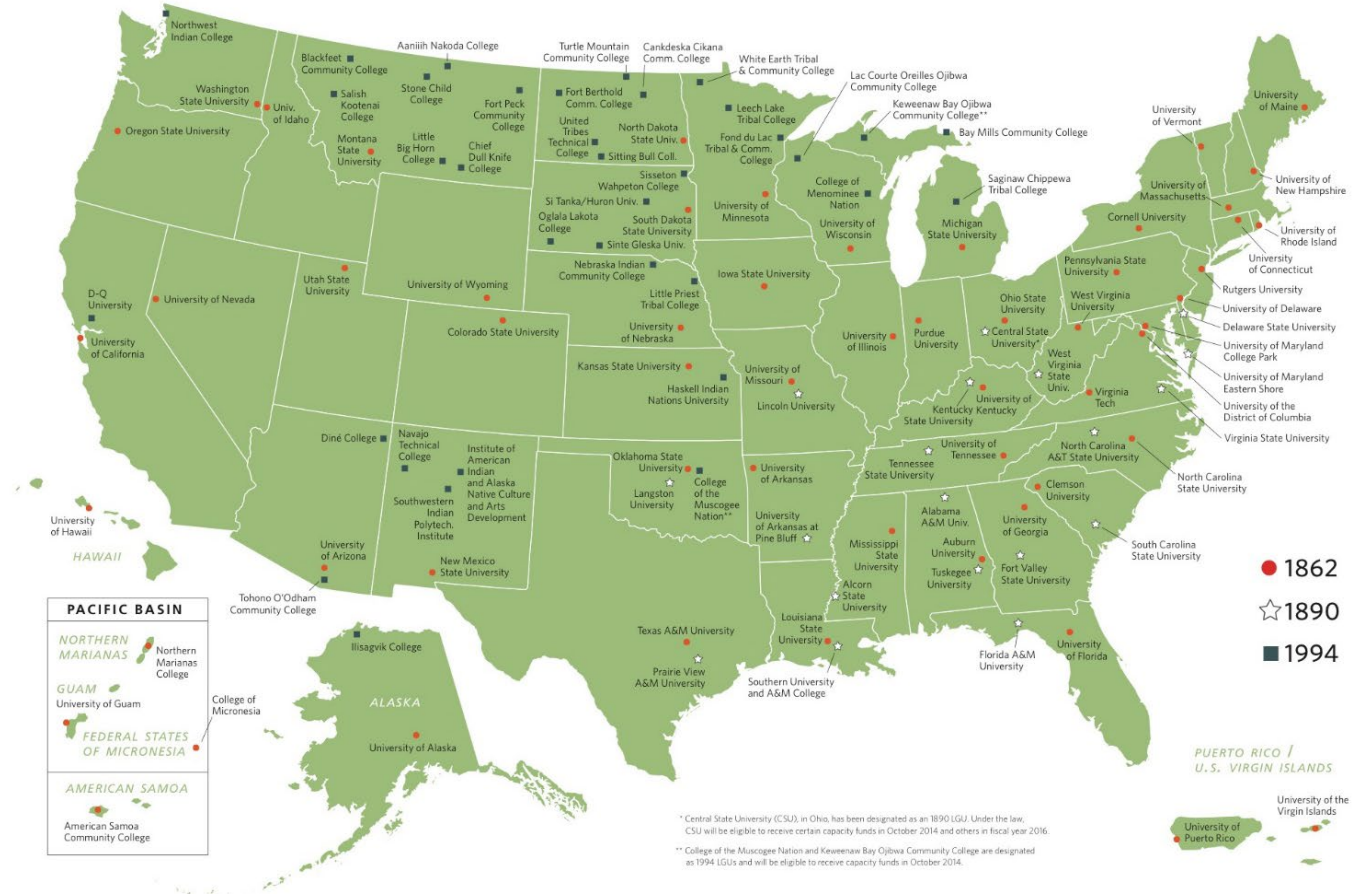 Northwest
Indian College
Washington
State University
Univ.
of Idaho
Oregon State University
Blackfeet
Community College
Aaniiih Nakoda College
Stone Child
College
Salish
Kootenai
College
Montana
State
University
Little
Big Horn
College
Chief
Dull Knife
College
Fort Peck
Community
College
Turtle Mountain
Community College
Cankdeska Cikana
Comm. College
Fort Berthold
Comm. College
United
Tribes
Technical
College
North Dakota
State Univ.
Sitting Bull Coll.
Sisseton
Wahpeton College
Si Tanka/Huron Univ.
Oglala Lakota
College
South Dakota
State University
Sinte Gleska Univ.
White Earth Tribal
& Community College
Leech Lake
Tribal College
Fond du Lac
Tribal & Comm.
College
University of
Minnesota
Lac Courte Oreilles Ojibwa
Community College
Keweenaw Bay Ojibwa
Community College**
Bay Mills Community College
College of
Menominee
Nation
University of
Wisconsin
Saginaw Chippewa
Tribal College
Michigan
State University
University
of Maine
University
of Vermont
University of
New Hampshire
University of
Massachusetts
Cornell University
University of
Rhode Island
University
of Connecticut
Pennsylvania State
University
Rutgers University
University of Delaware
Delaware State University
University of Maryland
College Park
University of Maryland
Eastern Shore
University of the
District of Columbia
Virginia State University
D-Q
University
University
of California
University of Nevada
Utah State
University
University of Wyoming
Colorado State University
Nebraska Indian
Community College
Little Priest
Tribal College
University
of Nebraska
Kansas State University
Haskell Indian
Nations University
Iowa State University
University of
Missouri
Lincoln University
University
of Illinois
Purdue
University
Ohio State
University
Central State
University*
West Virginia
University
West
Virginia
State
Univ.
Virginia
Tech
Kentucky
State University
University of
Kentucky
Diné College
Navajo
Technical
College
Institute of
American
Indian
and Alaska
Native Culture
and Arts
Development
Southwestern
Indian
Polytech.
Institute
University
of Arizona
Tohono O'Odham
Community College
New Mexico
State University
Oklahoma State
University
Langston
University
College
of the
Muscogee
Nation**
University
of Arkansas
University
of Arkansas at
Pine Bluff
Tennessee
State University
University of
Tennessee
North Carolina
A&T State University
North Carolina
State University
Clemson
University
University
of Georgia
South Carolina
State University
Alabama
A&M Univ.
Auburn
University
Tuskegee
University
Fort Valley
State University
Mississippi
State
University
Alcorn
State
University
Louisiana
State
University
Southern University
and A&M College
Texas A&M University
Prairie View
A&M University
Florida A&M
University
University
of Florida
University
of Hawaii
HAWAII
PACIFIC BASIN
NORTHERN
MARIANAS
Northern
Marianas
College
GUAM
University of Guam
FEDERAL STATES
OF MICRONESIA
College of
Micronesia
AMERICAN SAMOA
American Samoa
Community College
Ilisagvik College
ALASKA
University of Alaska
1862
1890
1994
PUERTO RICO /
U.S. VIRGIN ISLANDS
University of
Puerto Rico
University of the
Virgin Islands
* Central State University (CSU), in Ohio, has been designated as an 1890 LGU. Under the law,
CSU will be eligible to receive certain capacity funds in October 2014 and others in fiscal year 2016.
** College of the Muscogee Nation and Keweenaw Bay Ojibwa Community College are designated
as 1994 LGUs and will be eligible to receive capacity funds in October 2014.